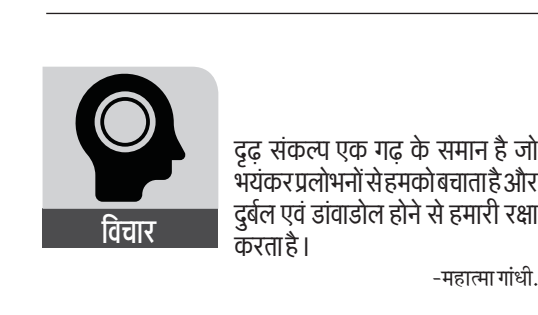 विचार
दृढ़ संकल्प एक गढ़ के समान है जो
भयंकर प्रलोभनों से हमको बचाता है और
दुर्बल एवं डांवाडोल होने से हमारी रक्षा
करता है।
-महात्मा गांधी.